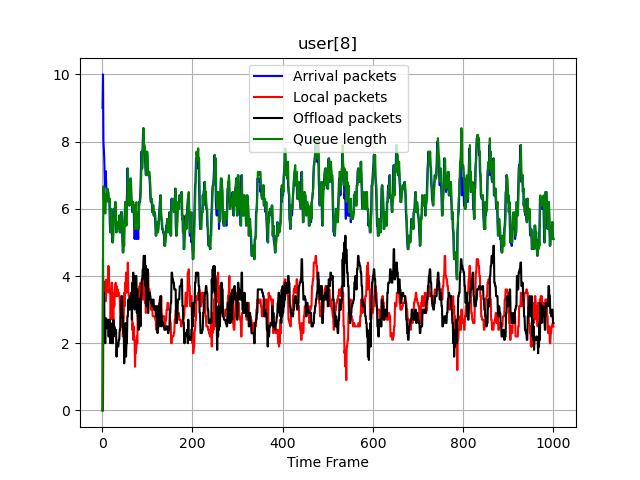 user[8]
Arrival packets
Local packets
Offload packets
Queue length
10
8
6
4
2
0
0 200 400 600 800 1000
Time Frame